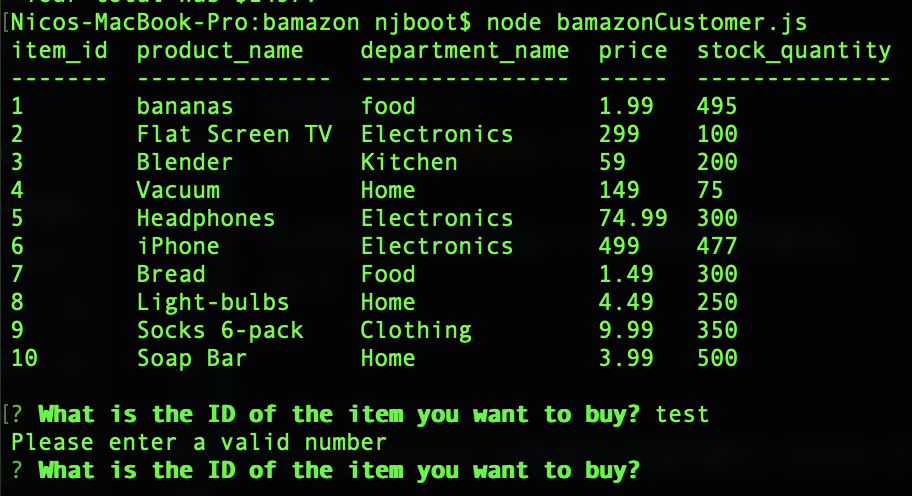 [Nicos-MacBook-Pro:bamazon njboot$ node bamazonCustomer.js
item_id  product_name    department_name  price  stock_quantity
-------  --------------  ---------------  -----  --------------
1        bananas         food             1.99   495
2        Flat Screen TV  Electronics      299    100
3        Blender         Kitchen          59     200
4        Vacuum          Home             149    75
5        Headphones      Electronics      74.99  300
6        iPhone          Electronics      499    477
7        Bread           Food             1.49   300
8        Light-bulbs     Home             4.49   250
9        Socks 6-pack    Clothing         9.99   350
10       Soap Bar        Home             3.99   500
[? What is the ID of the item you want to buy? test
Please enter a valid number
? What is the ID of the item you want to buy?